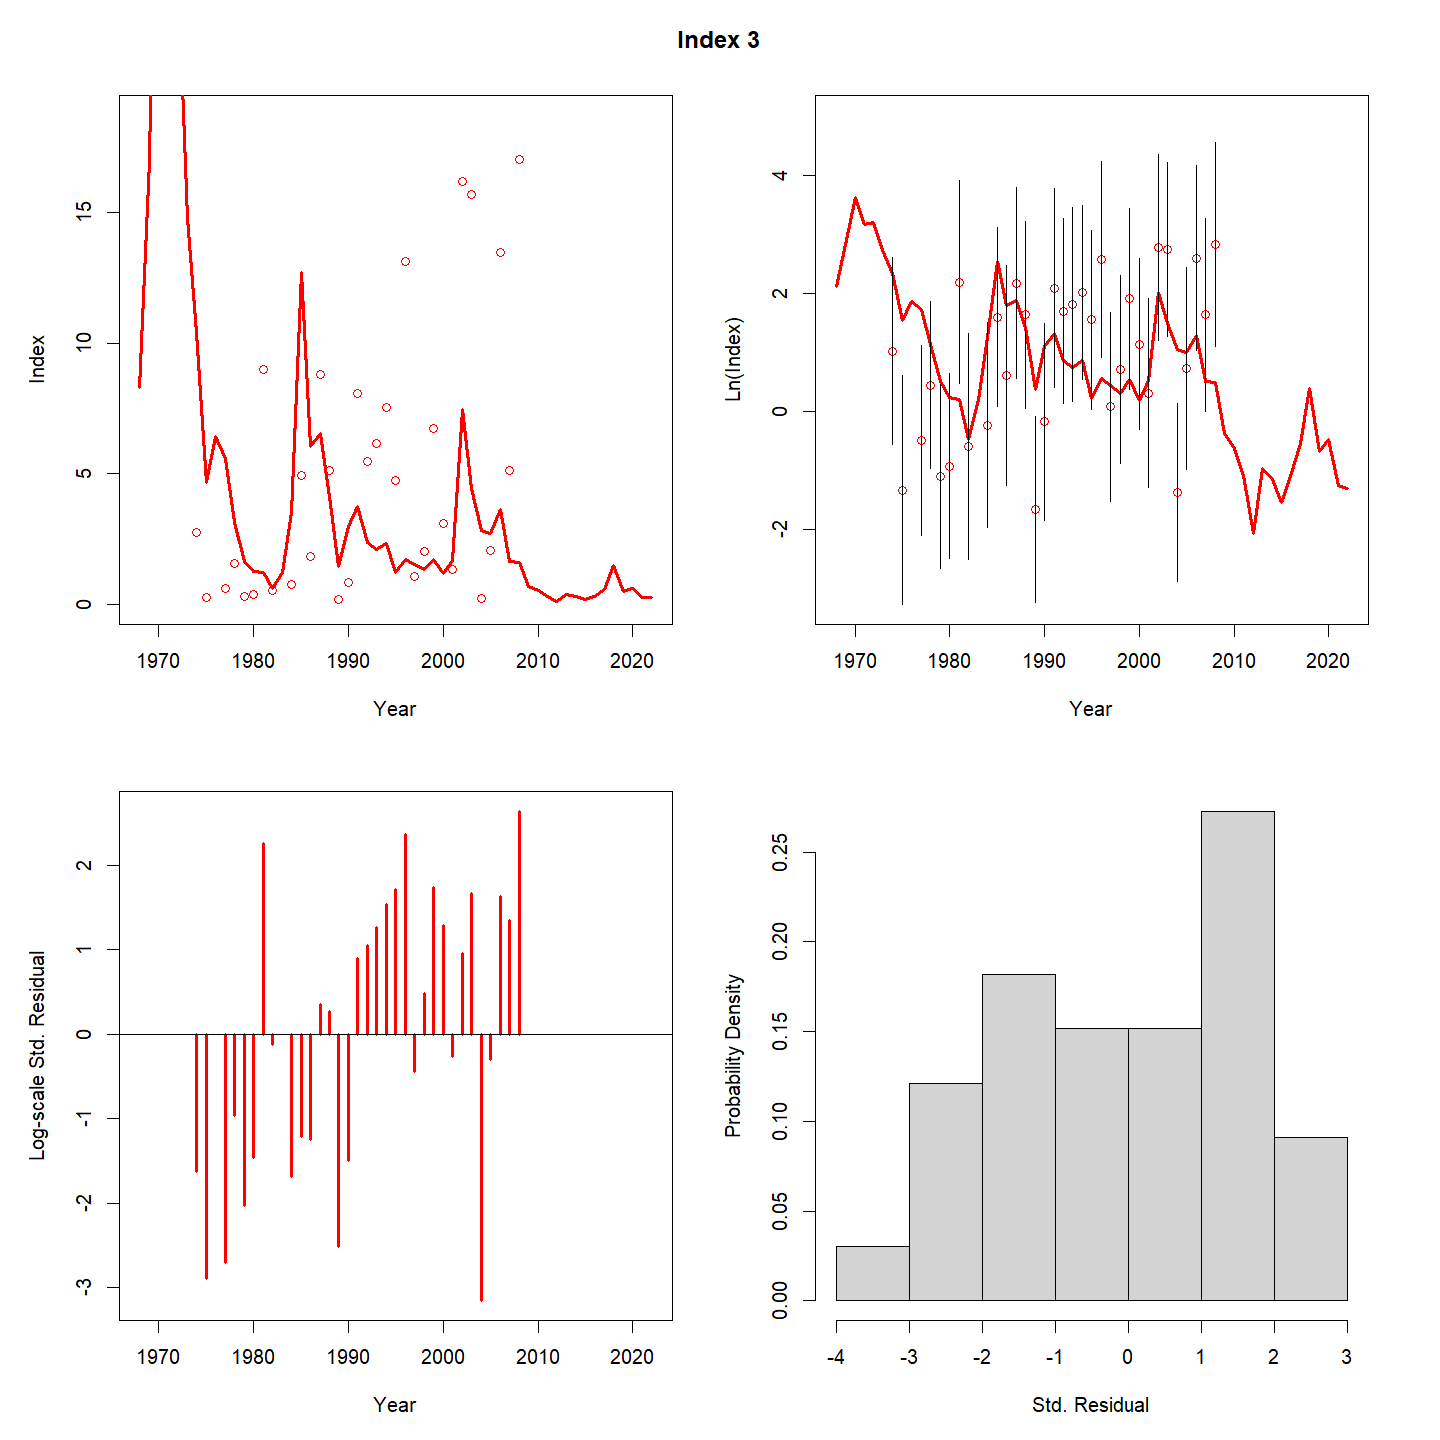 Index 3
Index
15
10
5
0
1970 1980 1990 2000 2010 2020
Year
Ln(Index)
4
2
0
-2
1970 1980 1990 2000 2010 2020
Year
Log-scale Std. Residual
2
1
0
-1
-2
-3
1970 1980 1990 2000 2010 2020
Year
Probability Density
0.25
0.20
0.15
0.10
0.05
0.00
-4 -3 -2 -1 0 1 2 3
Std. Residual